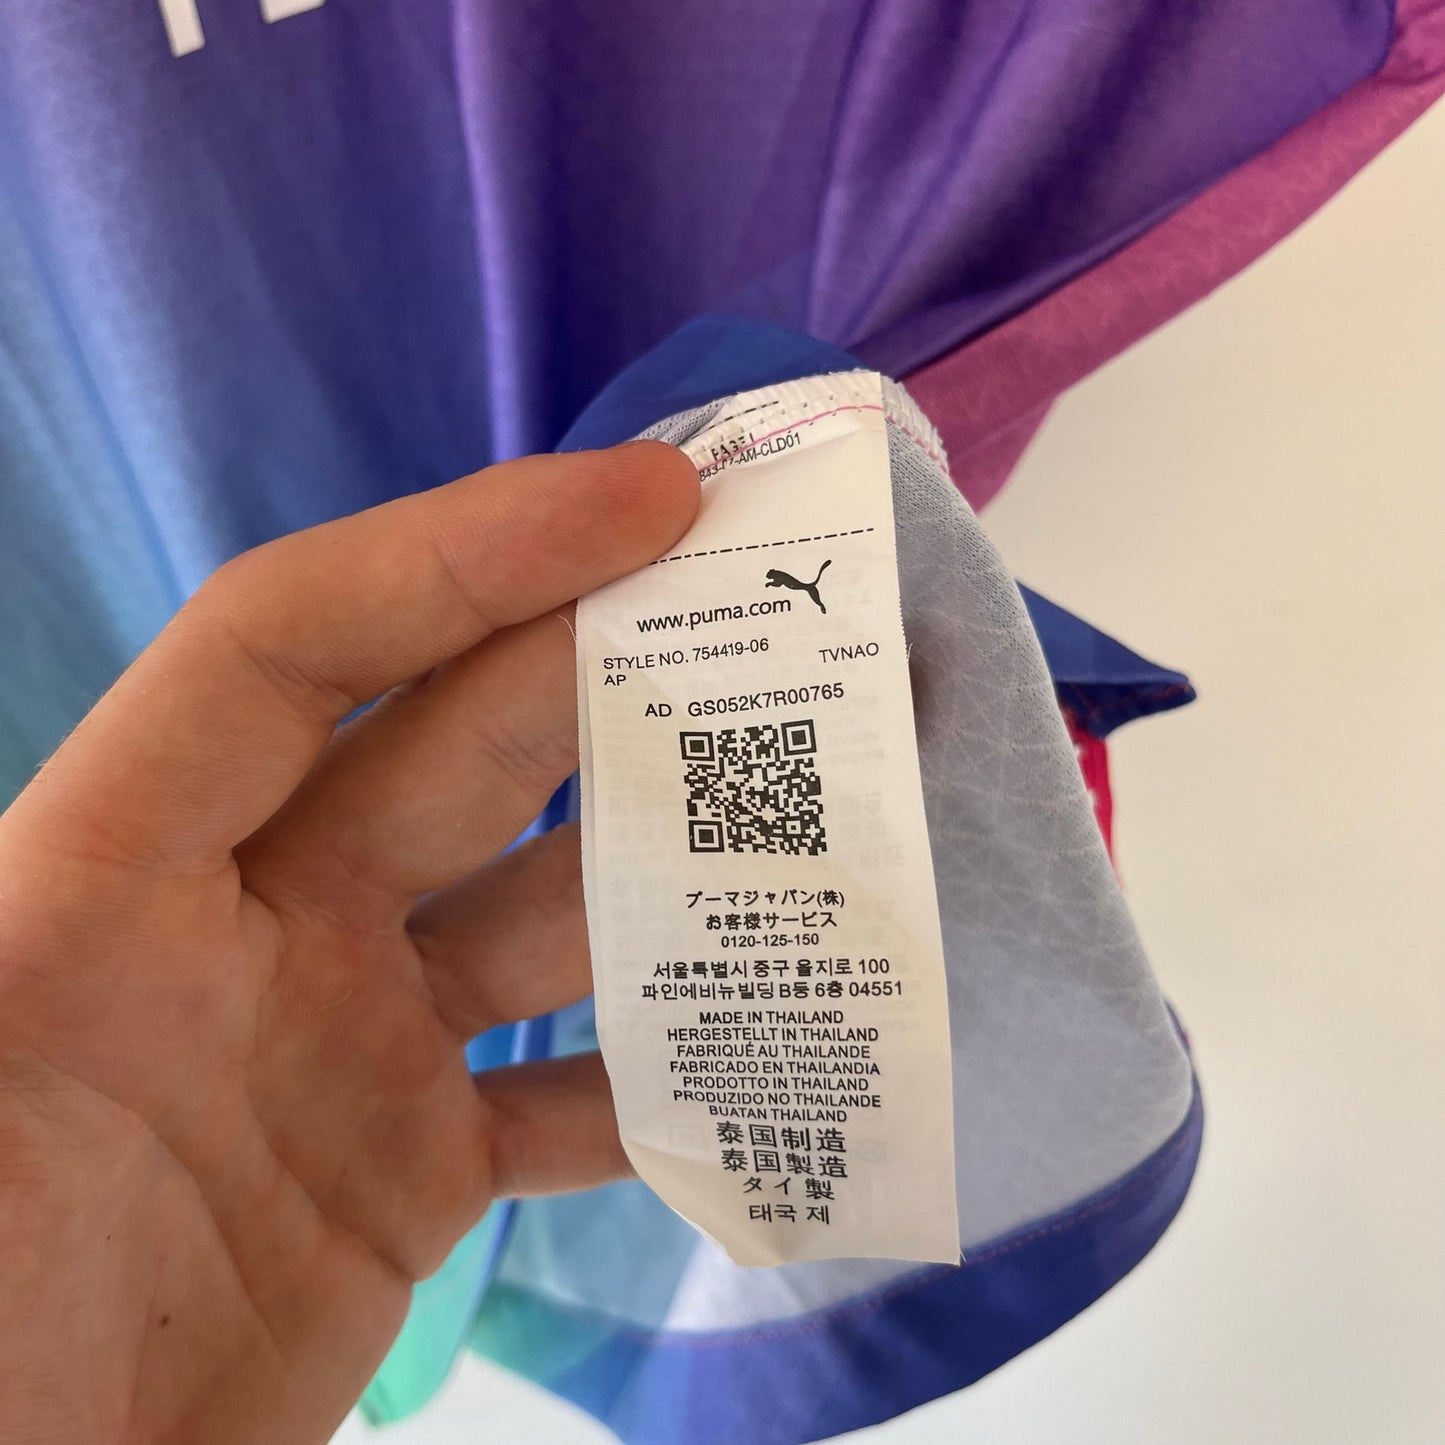 843-17-AM-CLD01
www.puma.com
STYLE NO. 754419-06 TVNAO
AP
AD GS052K7R00765
プーマジャパン(株)
お客様サービス
0120-125-150
서울특별시 중구 을지로 100
파인에비뉴빌딩 B동 6층 04551
MADE IN THAILAND
HERGESTELLT IN THAILAND
FABRIQUÉ AU THAILANDE
FABRICADO EN THAILANDIA
PRODOTTO IN THAILAND
PRODUZIDO NO THAILANDE
BUATAN THAILAND
泰国制造
泰国製造
タイ製
태국 제